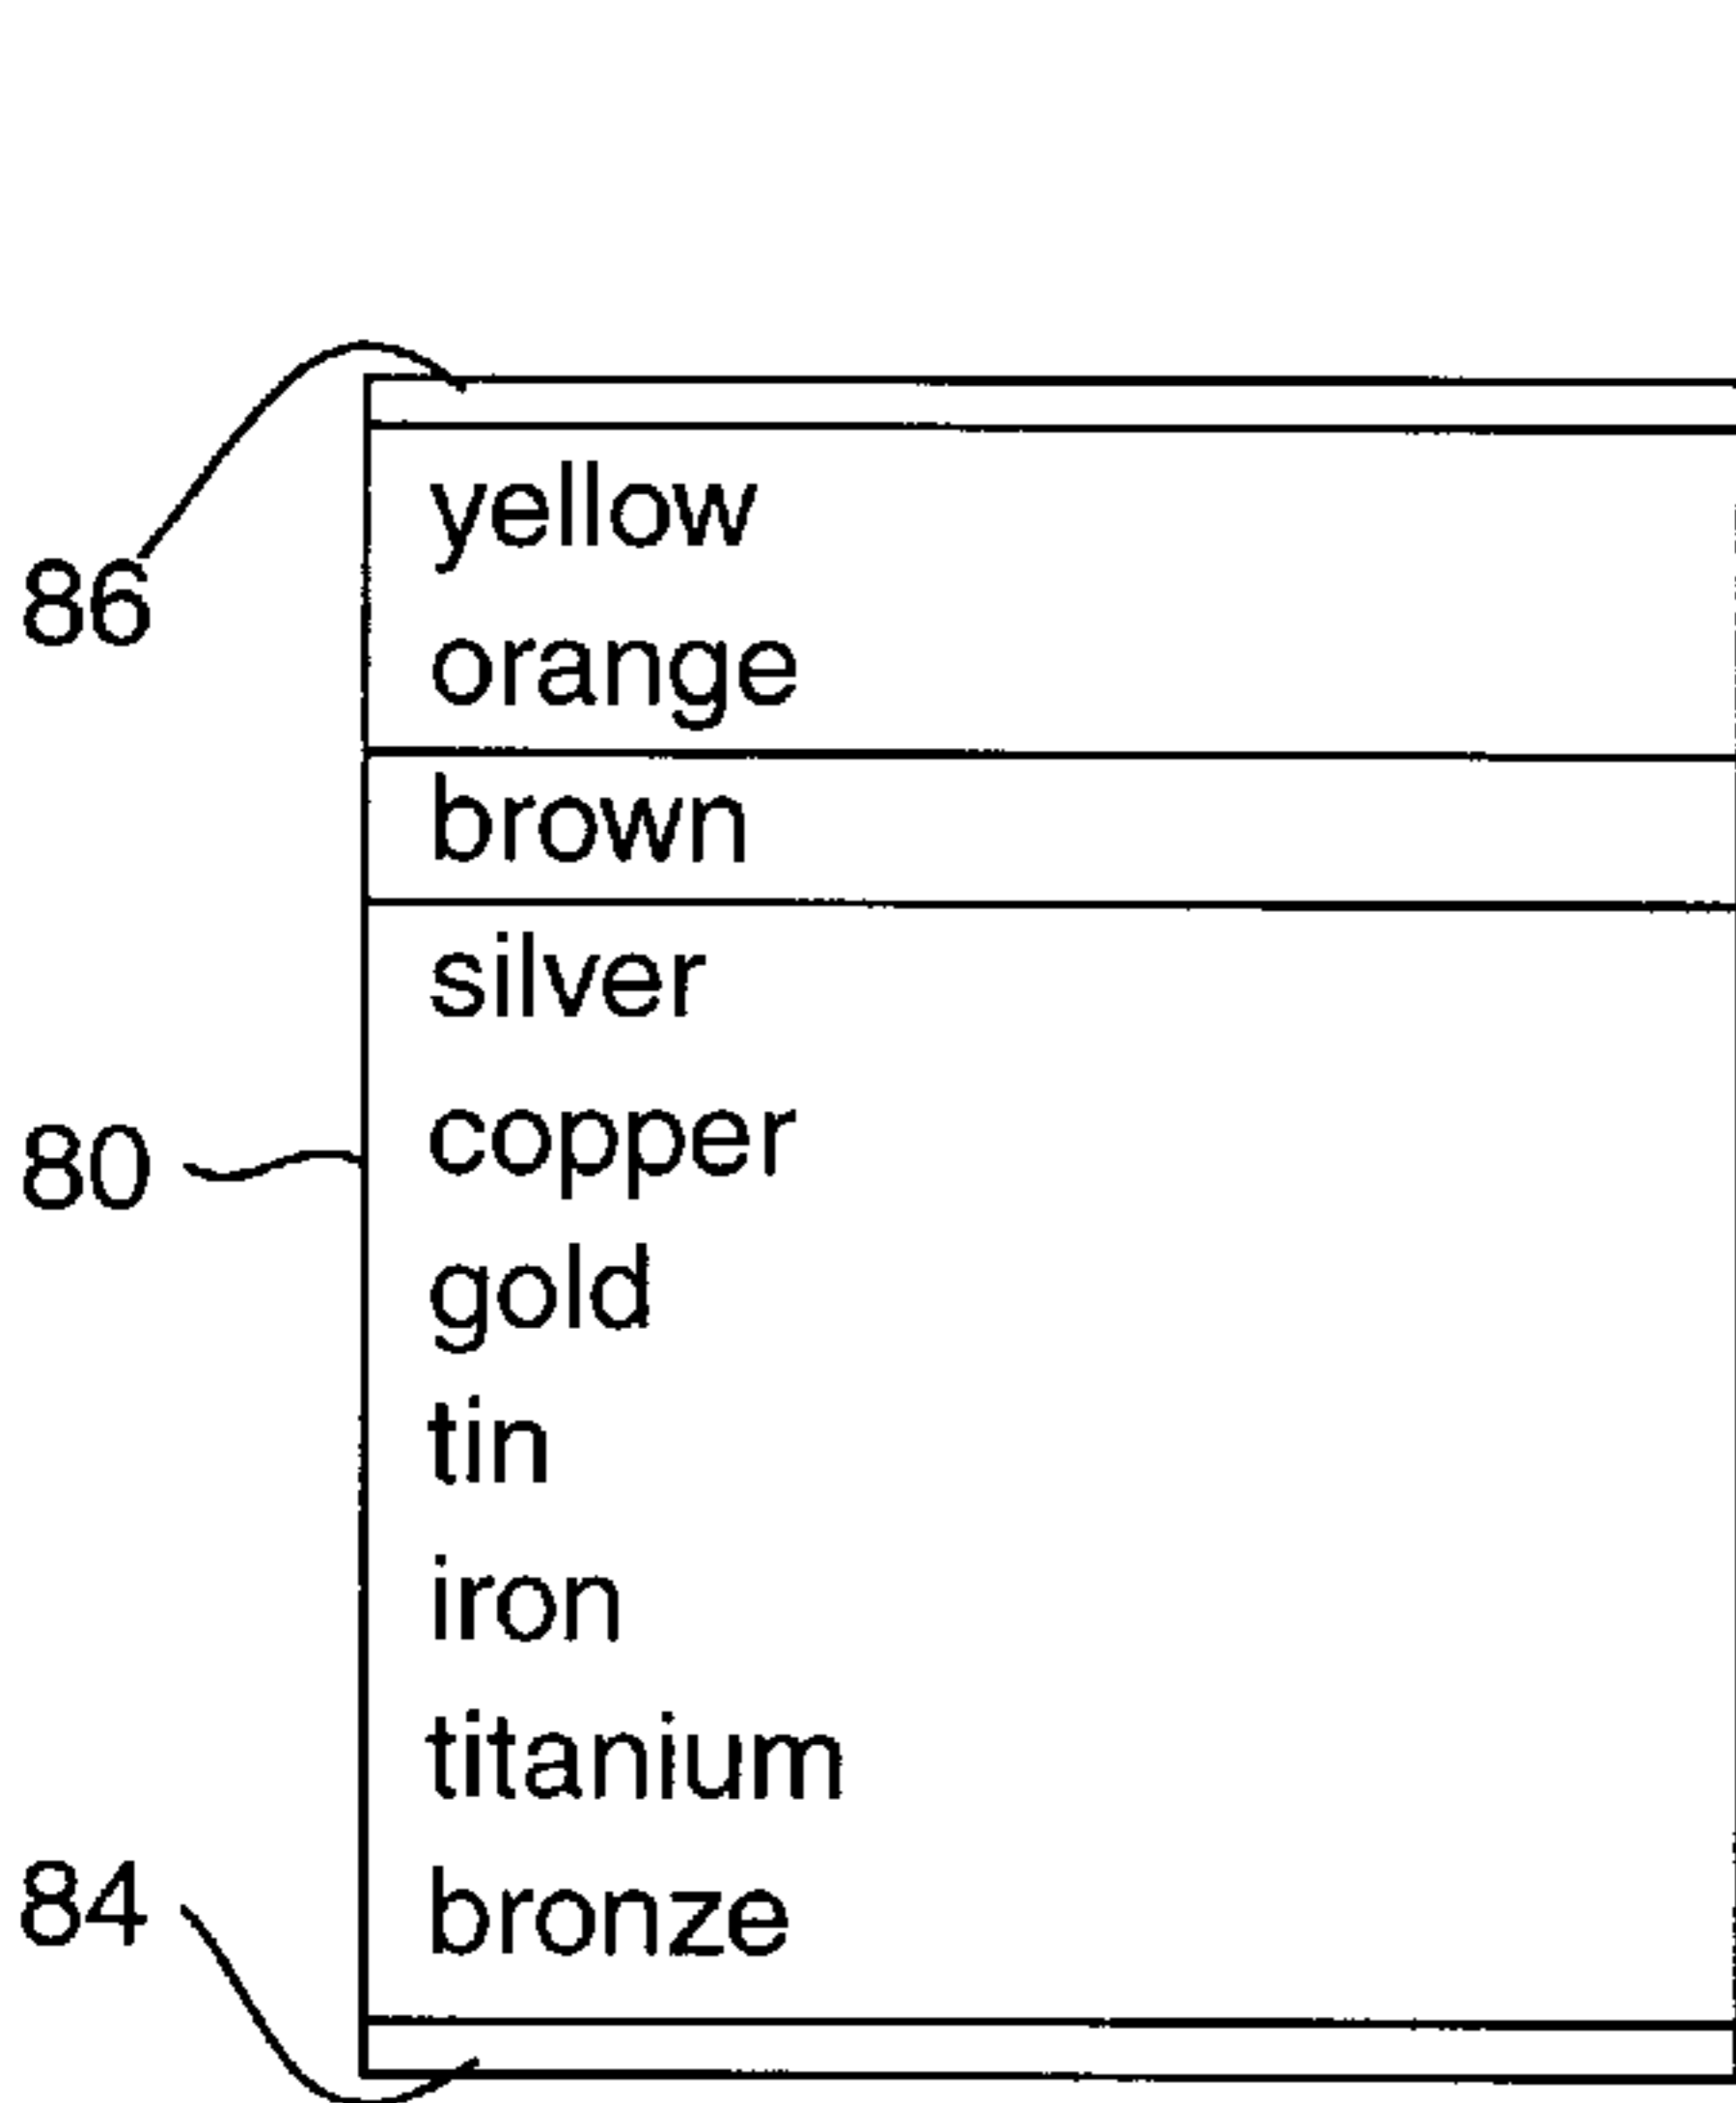 yellow
86
orange
brown
silver
copper
80
gold
tin
iron
titanium
84
bronze